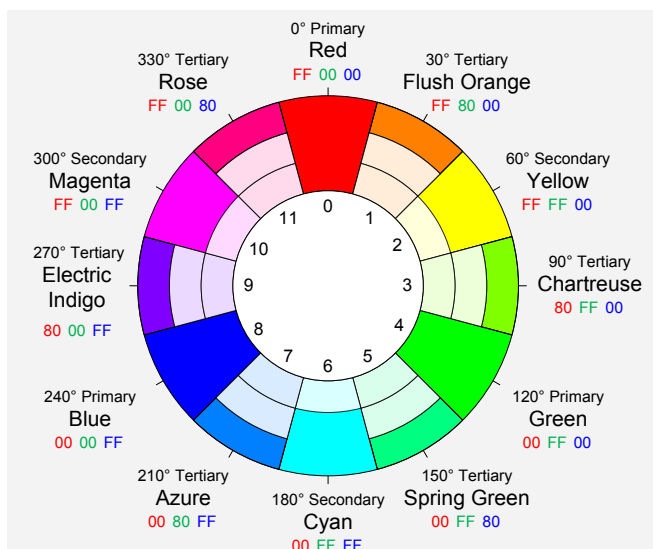 0° Primary
Red
FF 00 00
30° Tertiary
Flush Orange
FF 80 00
60° Secondary
Yellow
FF FF 00
90° Tertiary
Chartreuse
80 FF 00
120° Primary
Green
00 FF 00
150° Tertiary
Spring Green
00 FF 80
180° Secondary
Cyan
00 FF FF
210° Tertiary
Azure
00 80 FF
240° Primary
Blue
00 00 FF
270° Tertiary
Electric
Indigo
80 00 FF
300° Secondary
Magenta
FF 00 FF
330° Tertiary
Rose
FF 00 80
0
1
2
3
4
5
6
7
8
9
10
11